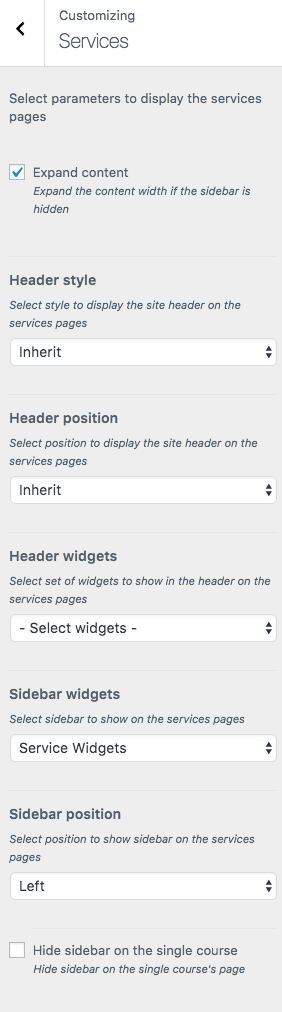 Customizing
Services
Select parameters to display the services
pages
Expand content
Expand the content width if the sidebar is
hidden
Header style
Select style to display the site header on the
services pages
Inherit
Header position
Select position to display the site header on the
services pages
Inherit
Header widgets
Select set of widgets to show in the header on the
services pages
- Select widgets -
Sidebar widgets
Select sidebar to show on the services pages
Service Widgets
Sidebar position
Select position to show sidebar on the services
pages
Left
Hide sidebar on the single course
Hide sidebar on the single course's page